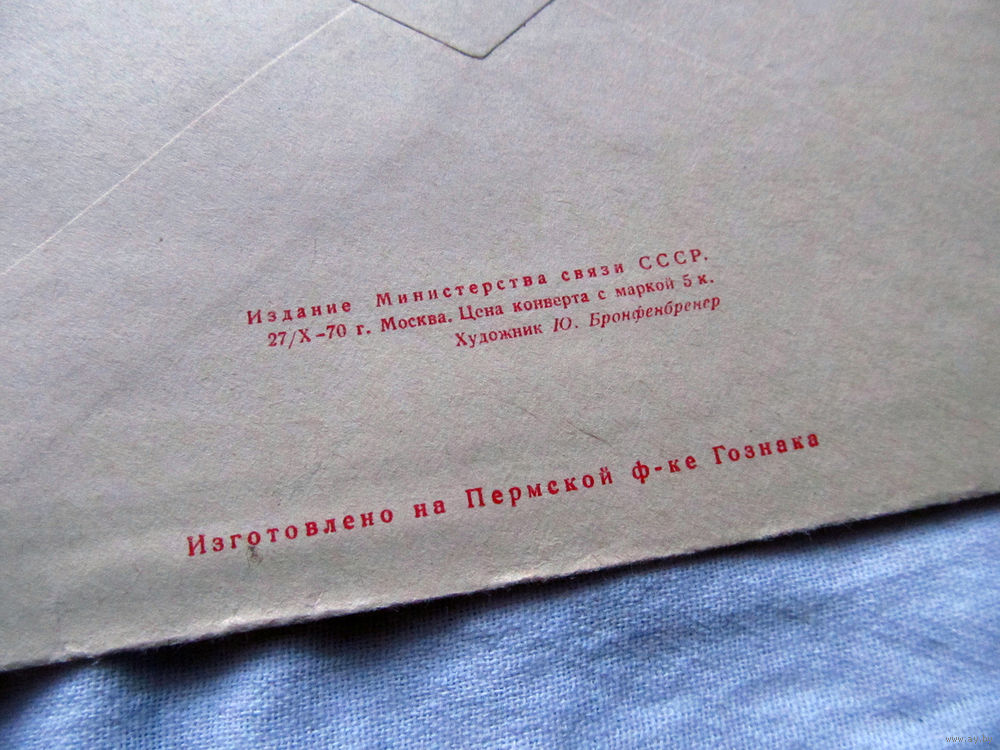 Издание Министерства связи СССР.
27/X-70 г. Москва. Цена конверта с маркой 5 к.
Художник Ю. Бронфенбренер
Изготовлено на Пермской ф-ке Гознака